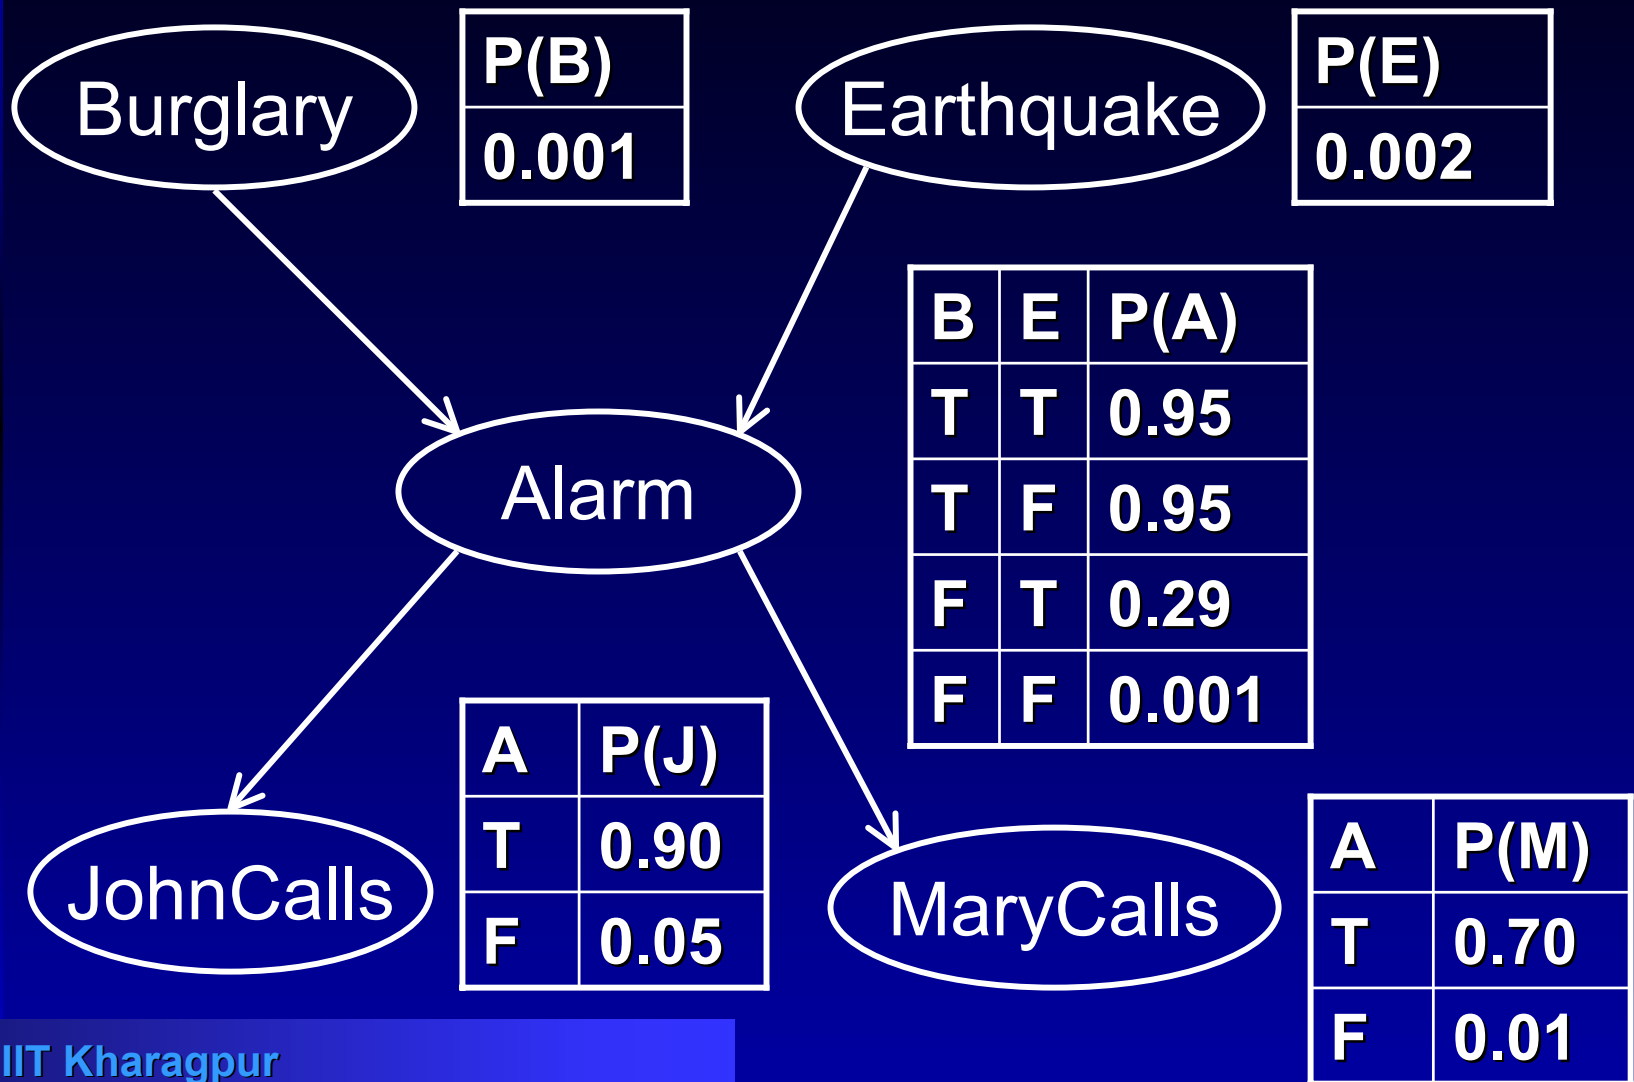 Burglary
P(B)
0.001
Earthquake
P(E)
0.002
B E P(A)
T T 0.95
T F 0.95
F T 0.29
F F 0.001
Alarm
A P(J)
T 0.90
F 0.05
JohnCalls
MaryCalls
A P(M)
T 0.70
F 0.01
IIT Kharagpur